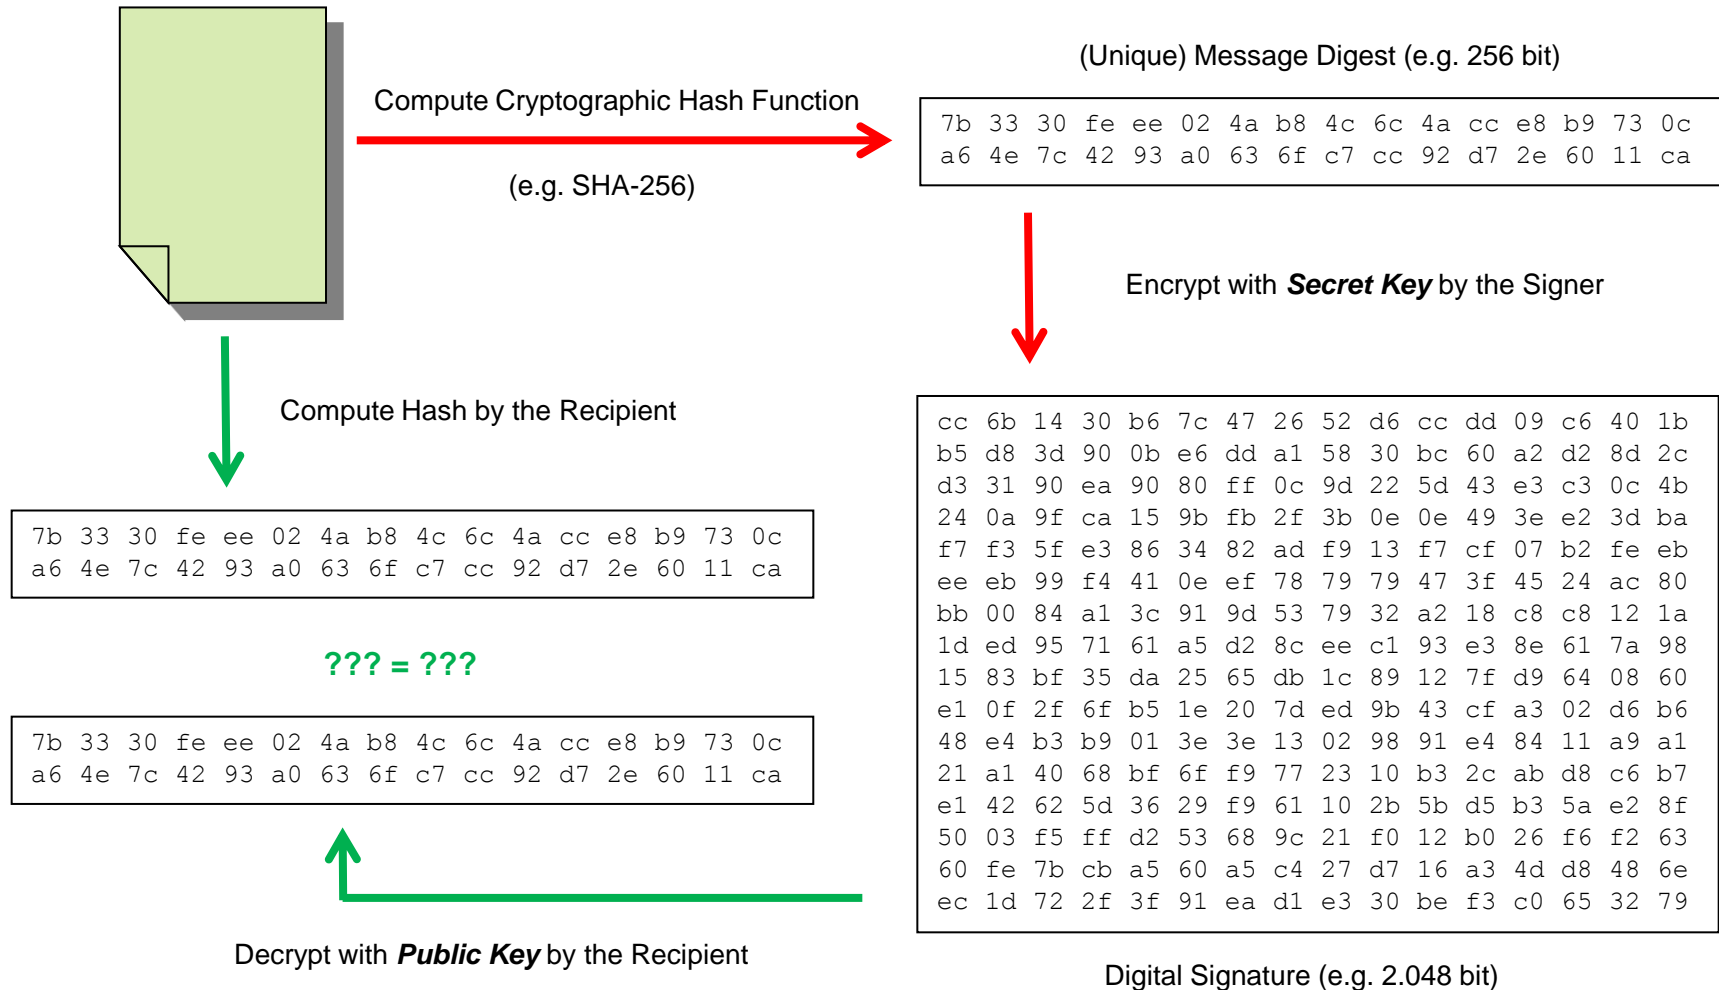 (Unique) Message Digest (e.g. 256 bit)
Compute Cryptographic Hash Function
(e.g. SHA-256)
7b 33 30 fe ee 02 4a b8 4c 6c 4a cc e8 b9 73 0c
a6 4e 7c 42 93 a0 63 6f c7 cc 92 d7 2e 60 11 ca
Encrypt with Secret Key by the Signer
Compute Hash by the Recipient
7b 33 30 fe ee 02 4a b8 4c 6c 4a cc e8 b9 73 0c
a6 4e 7c 42 93 a0 63 6f c7 cc 92 d7 2e 60 11 ca
??? = ???
7b 33 30 fe ee 02 4a b8 4c 6c 4a cc e8 b9 73 0c
a6 4e 7c 42 93 a0 63 6f c7 cc 92 d7 2e 60 11 ca
Decrypt with Public Key by the Recipient
cc 6b 14 30 b6 7c 47 26 52 d6 cc dd 09 c6 40 1b
b5 d8 3d 90 0b e6 dd a1 58 30 bc 60 a2 d2 8d 2c
d3 31 90 ea 90 80 ff 0c 9d 22 5d 43 e3 c3 0c 4b
24 0a 9f ca 15 9b fb 2f 3b 0e 0e 49 3e e2 3d ba
f7 f3 5f e3 86 34 82 ad f9 13 f7 cf 07 b2 fe eb
ee eb 99 f4 41 0e ef 78 79 79 47 3f 45 24 ac 80
bb 00 84 a1 3c 91 9d 53 79 32 a2 18 c8 c8 12 1a
1d ed 95 71 61 a5 d2 8c ee c1 93 e3 8e 61 7a 98
15 83 bf 35 da 25 65 db 1c 89 12 7f d9 64 08 60
e1 0f 2f 6f b5 1e 20 7d ed 9b 43 cf a3 02 d6 b6
48 e4 b3 b9 01 3e 3e 13 02 98 91 e4 84 11 a9 a1
21 a1 40 68 bf 6f f9 77 23 10 b3 2c ab d8 c6 b7
e1 42 62 5d 36 29 f9 61 10 2b 5b d5 b3 5a e2 8f
50 03 f5 ff d2 53 68 9c 21 f0 12 b0 26 f6 f2 63
60 fe 7b cb a5 60 a5 c4 27 d7 16 a3 4d d8 48 6e
ec 1d 72 2f 3f 91 ea d1 e3 30 be f3 c0 65 32 79
Digital Signature (e.g. 2.048 bit)